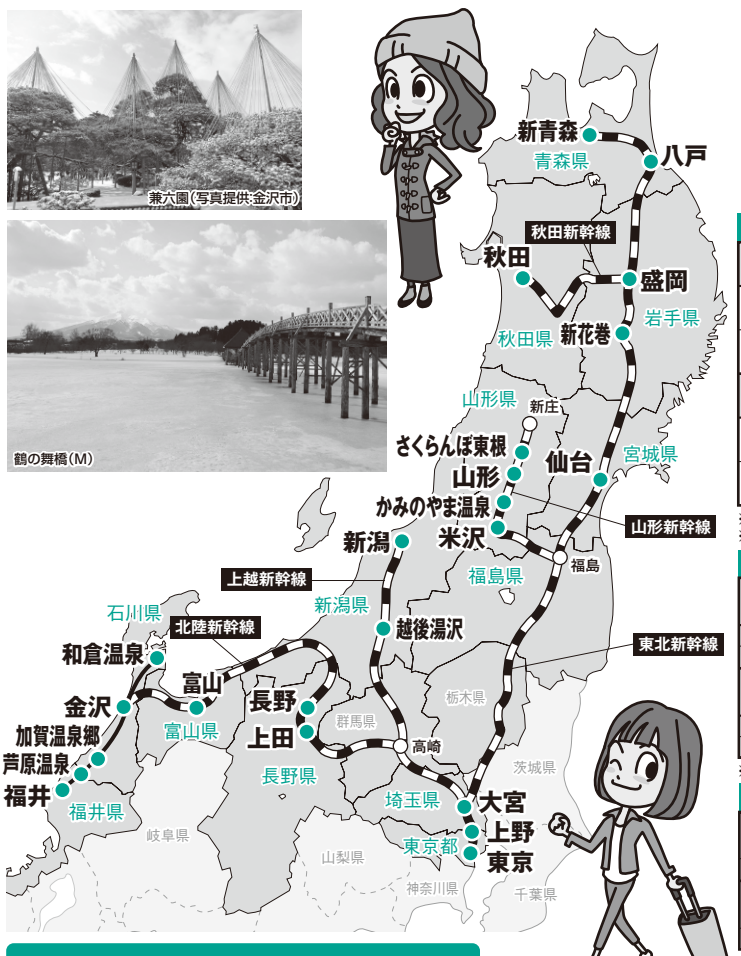 兼六園(写真提供:金沢市)
鶴の舞橋(M)
新青森
青森県
八戸
秋田新幹線
秋田
盛岡
岩手県
秋田県
新花巻
山形県
新庄
さくらんぼ東根
仙台
宮城県
山形
かみのやま温泉
山形新幹線
米沢
新潟
福島
福島県
上越新幹線
新潟県
石川県
北陸新幹線
越後湯沢
東北新幹線
和倉温泉
富山
栃木県
金沢
長野
群馬県
富山県
上田
高崎
加賀温泉郷
芦原温泉
長野県
茨城県
福井
福井県
埼玉県
大宮
岐阜県
上野
東京都
山梨県
東京
神奈川県
千葉県